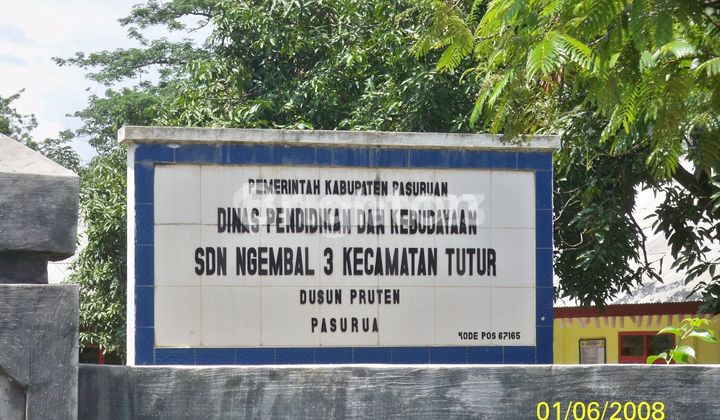 PEMERINTAH KABUPATEN PASURUAN
DINAS PENDIDIKAN DAN KEBUDAYAAN
SDN NGEMBAL 3 KECAMATAN TUTUR
DUSUN PRUTEN
PASURUA
KODE POS 67165
01/06/2008